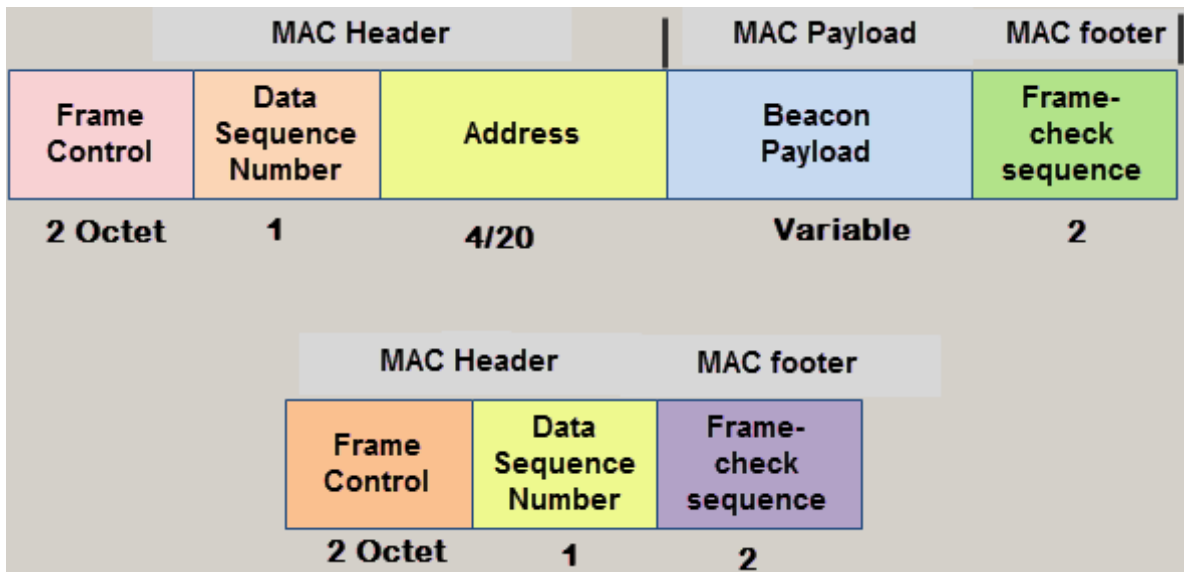 MAC Header MAC Payload MAC footer
Frame Control
Data Sequence Number
Address
Beacon Payload
Frame-check sequence
2 Octet 1 4/20 Variable 2
MAC Header MAC footer
Frame Control
Data Sequence Number
Frame-check sequence
2 Octet 1 2